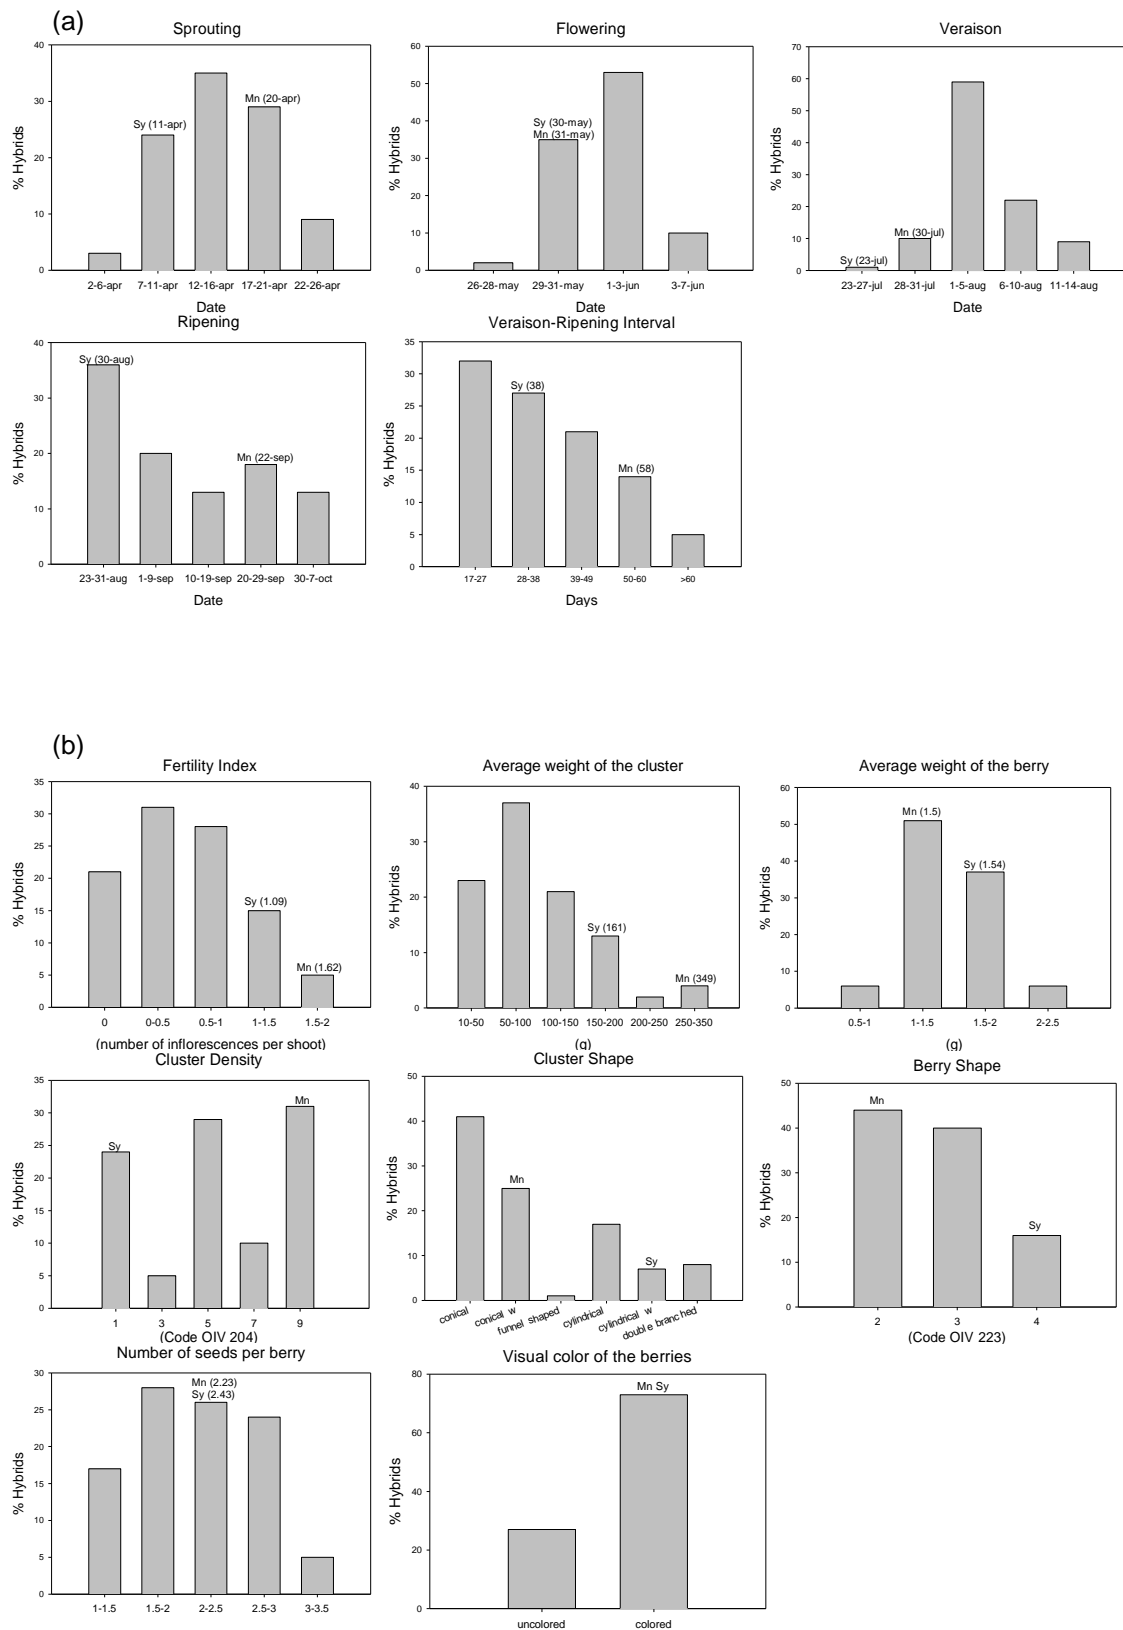 (a)
Sprouting
% Hybrids
40
30
20
10
0
Sy (11-apr)
Mn (20-apr)
2-6-apr 7-11-apr 12-16-apr 17-21-apr 22-26-apr
Date
Flowering
% Hybrids
60
50
40
30
20
10
0
Sy (30-may)
Mn (31-may)
26-28-may 29-31-may 1-3-jun 3-7-jun
Date
Veraison
% Hybrids
70
60
50
40
30
20
10
0
Sy (23-jul)
Mn (30-jul)
23-27-jul 28-31-jul 1-5-aug 6-10-aug 11-14-aug
Date
Ripening
% Hybrids
40
30
20
10
0
Sy (30-aug)
Mn (22-sep)
23-31-aug 1-9-sep 10-19-sep 20-29-sep 30-7-oct
Date
Veraison-Ripening Interval
% Hybrids
35
30
25
20
15
10
5
0
Sy (38)
Mn (58)
17-27 28-38 39-49 50-60 >60
Days
(b)
Fertility Index
% Hybrids
35
30
25
20
15
10
5
0
Sy (1.09)
Mn (1.62)
0 0-0.5 0.5-1 1-1.5 1.5-2
(number of inflorescences per shoot)
Average weight of the cluster
% Hybrids
40
30
20
10
0
Sy (161)
Mn (349)
10-50 50-100 100-150 150-200 200-250 250-350
(g)
Average weight of the berry
% Hybrids
60
50
40
30
20
10
0
Mn (1.5)
Sy (1.54)
0.5-1 1-1.5 1.5-2 2-2.5
(g)
Cluster Density
% Hybrids
35
30
25
20
15
10
5
0
Sy
Mn
1 3 5 7 9
(Code OIV 204)
Cluster Shape
% Hybrids
50
40
30
20
10
0
Mn
Sy
conical conical w funnel shaped cylindrical cylindrical w double branched
Berry Shape
% Hybrids
50
40
30
20
10
0
Mn
Sy
2 3 4
(Code OIV 223)
Number of seeds per berry
% Hybrids
30
25
20
15
10
5
0
Mn (2.23)
Sy (2.43)
1-1.5 1.5-2 2-2.5 2.5-3 3-3.5
Visual color of the berries
% Hybrids
80
60
40
20
0
Mn Sy
uncolored colored